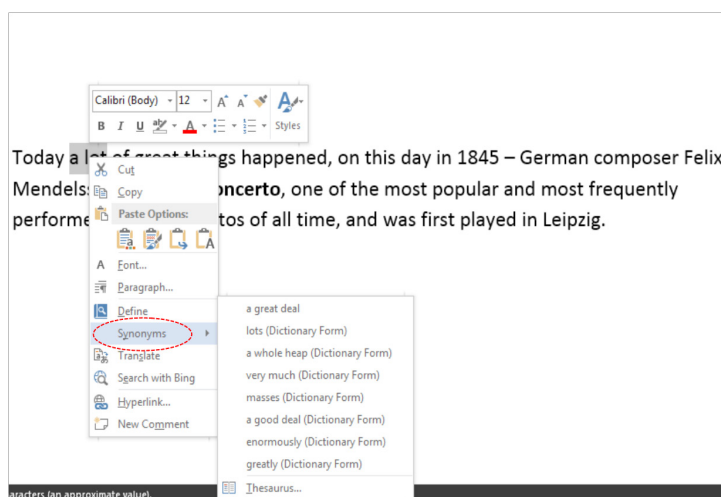 Calibri (Body) 12
B I U aby A Styles
Today a lot of great things happened, on this day in 1845 – German composer Felix
Mendels oncerto, one of the most popular and most frequently
performe tos of all time, and was first played in Leipzig.
Cut
Copy
Paste Options:
A
Font...
Paragraph...
Define
Synonyms
Translate
Search with Bing
Hyperlink...
New Comment
a great deal
lots (Dictionary Form)
a whole heap (Dictionary Form)
very much (Dictionary Form)
masses (Dictionary Form)
a good deal (Dictionary Form)
enormously (Dictionary Form)
greatly (Dictionary Form)
Thesaurus...
aracters (an approximate value).